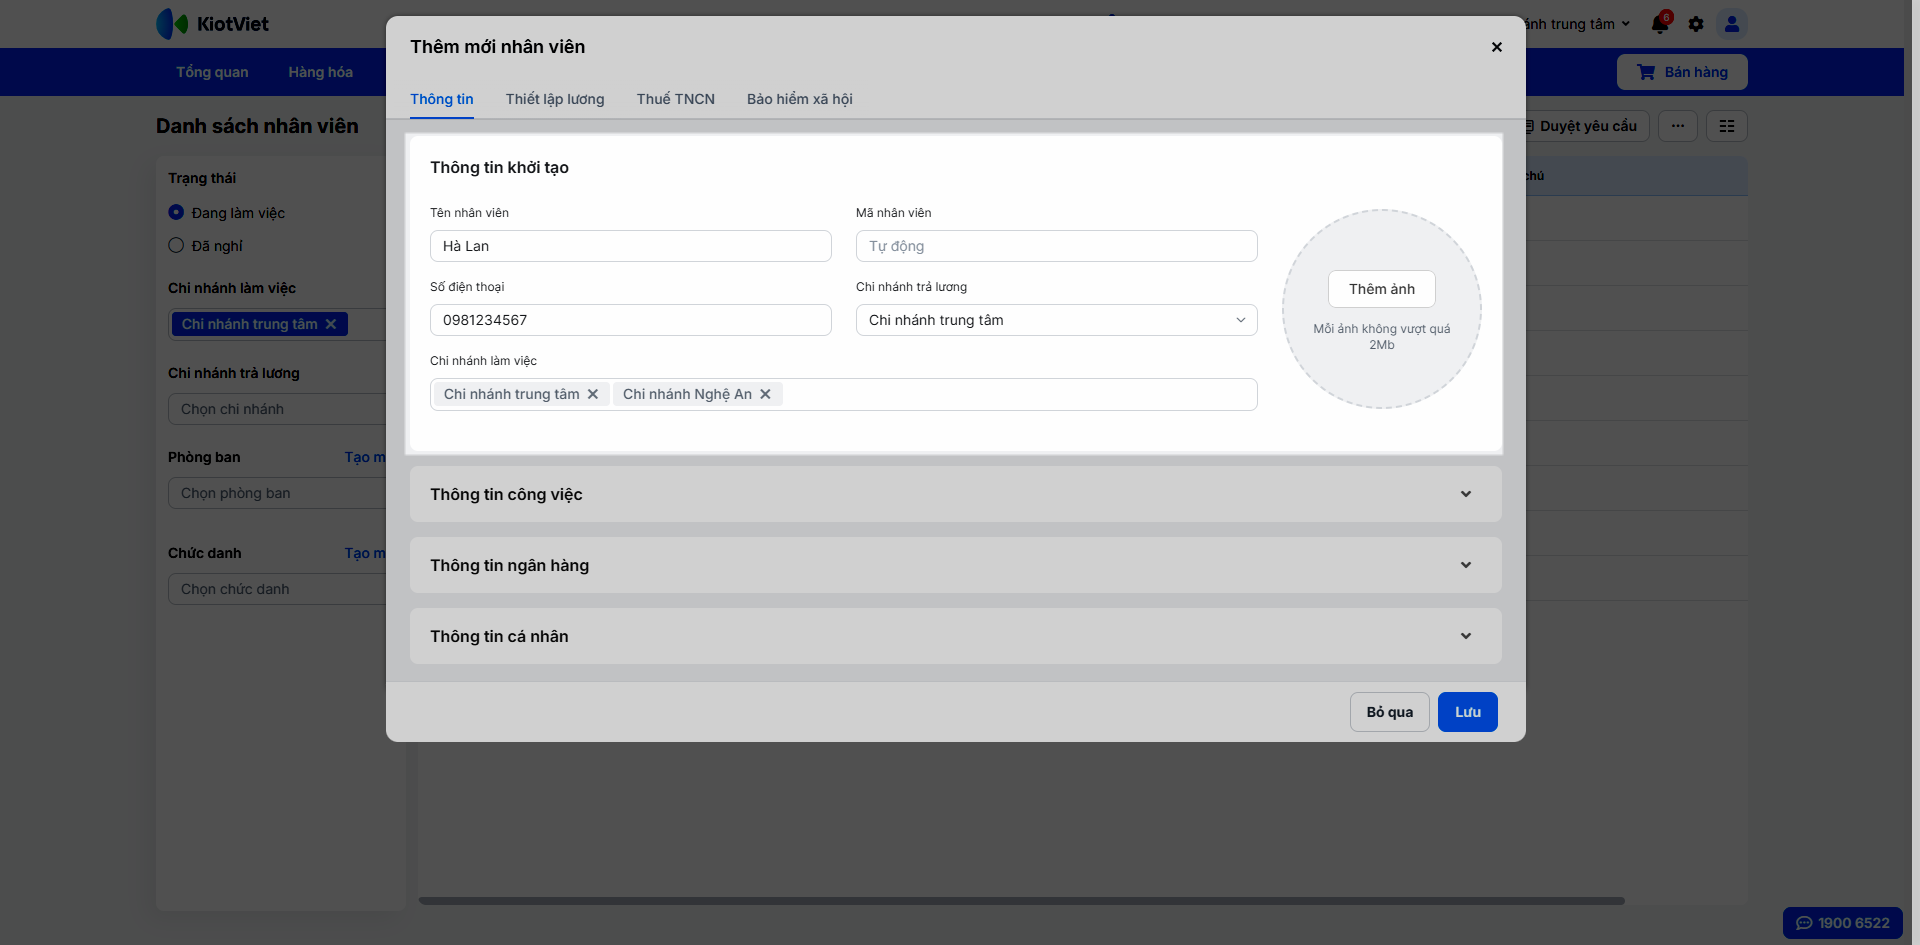 KiotViet
ánh trung tâm
6
Tổng quan
Hàng hóa
Bán hàng
Danh sách nhân viên
Duyệt yêu cầu
Trạng thái
Đang làm việc
Đã nghỉ
Chi nhánh làm việc
Chi nhánh trung tâm
Chi nhánh trả lương
Chọn chi nhánh
Phòng ban
Tạo m
Chọn phòng ban
Chức danh
Tạo m
Chọn chức danh
chú
Thêm mới nhân viên
Thông tin
Thiết lập lương
Thuế TNCN
Bảo hiểm xã hội
Thông tin khởi tạo
Tên nhân viên
Mã nhân viên
Hà Lan
Tự động
Số điện thoại
Chi nhánh trả lương
0981234567
Chi nhánh trung tâm
Chi nhánh làm việc
Chi nhánh trung tâm
Chi nhánh Nghệ An
Thêm ảnh
Mỗi ảnh không vượt quá
2Mb
Thông tin công việc
Thông tin ngân hàng
Thông tin cá nhân
Bỏ qua
Lưu
1900 6522